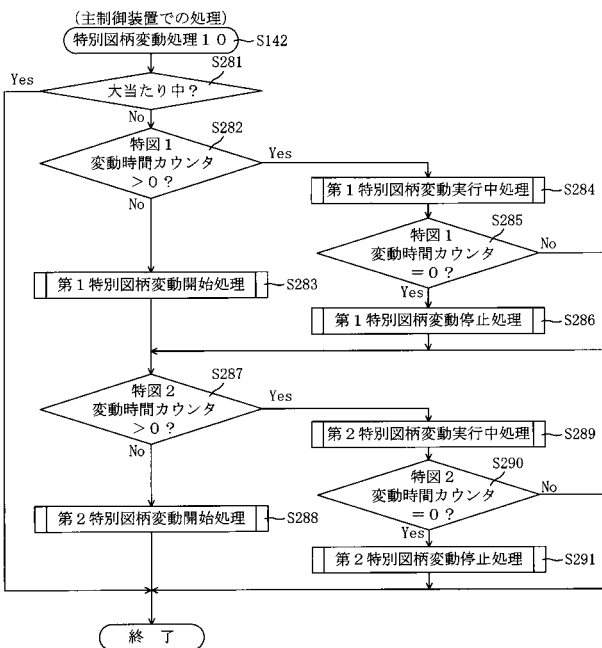 (主制御装置での処理)
特別図柄変動処理10
S142
S281
Yes
大当たり中?
No
S282
特図1
変動時間カウンタ
>0?
Yes
No
第1特別図柄変動実行中処理
S284
S285
特図1
変動時間カウンタ
=0?
No
Yes
第1特別図柄変動開始処理
S283
第1特別図柄変動停止処理
S286
S287
特図2
変動時間カウンタ
>0?
Yes
No
第2特別図柄変動実行中処理
S289
S290
特図2
変動時間カウンタ
=0?
No
Yes
第2特別図柄変動開始処理
S288
第2特別図柄変動停止処理
S291
終 了